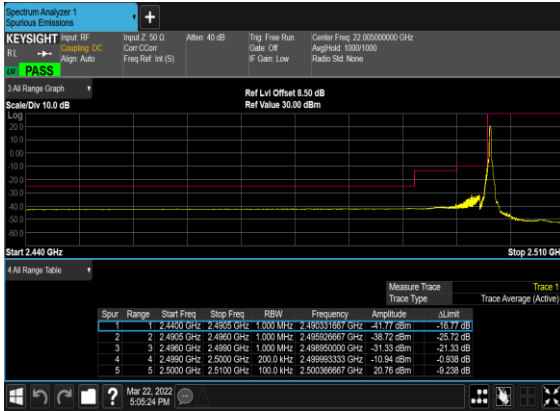 Spectrum Analyzer 1
Spurious Emissions
+
KEYSIGHT Input: RF Input Z: 50 Ω Atten: 40 dB Trig: Free Run Center Freq: 22.005000000 GHz
RL Coupling: DC Corr CCorr Gate: Off Avg|Hold: 1000/1000
Align: Auto Freq Ref: Int (S) IF Gain: Low Radio Std: None
PASS
3 All Range Graph
Ref Lvl Offset 8.50 dB
Scale/Div 10.0 dB Ref Value 30.00 dBm
Log
20.0
10.0
0.00
-10.0
-20.0
-30.0
-40.0
-50.0
-60.0
Start 2.440 GHz Stop 2.510 GH
4 All Range Table
Measure Trace Trace 1
Trace Type Trace Average (Active)
Spur Range Start Freq Stop Freq RBW Frequency Amplitude ΔLimit
1 1 2.4400 GHz 2.4905 GHz 1.000 MHz 2.490331667 GHz -41.77 dBm -16.77 dB
2 2 2.4905 GHz 2.4960 GHz 1.000 MHz 2.495926667 GHz -38.72 dBm -25.72 dB
3 3 2.4960 GHz 2.4990 GHz 1.000 MHz 2.498950000 GHz -31.33 dBm -21.33 dB
4 4 2.4990 GHz 2.5000 GHz 200.0 kHz 2.499993333 GHz -10.94 dBm -0.938 dB
5 5 2.5000 GHz 2.5100 GHz 100.0 kHz 2.500366667 GHz 20.76 dBm -9.238 dB
?
Mar 22, 2022
5:05:24 PM